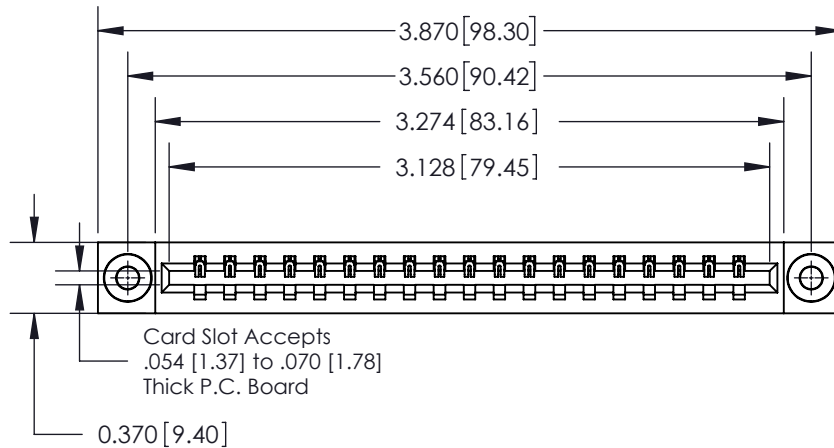 3.870 [98.30]
3.560 [90.42]
3.274 [83.16]
3.128 [79.45]
Card Slot Accepts
.054 [1.37] to .070 [1.78]
Thick P.C. Board
0.370 [9.40]